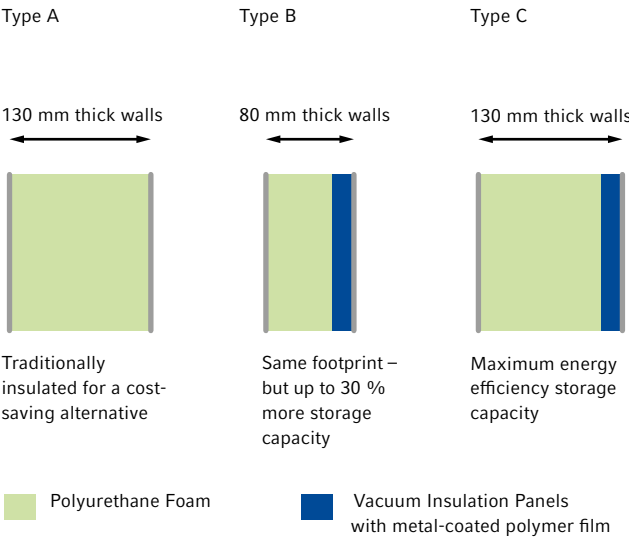 Type A
Type B
Type C
130 mm thick walls
80 mm thick walls
130 mm thick walls
Traditionally
insulated for a cost-
saving alternative
Same footprint –
but up to 30 %
more storage
capacity
Maximum energy
efficiency storage
capacity
Polyurethane Foam
Vacuum Insulation Panels
with metal-coated polymer film